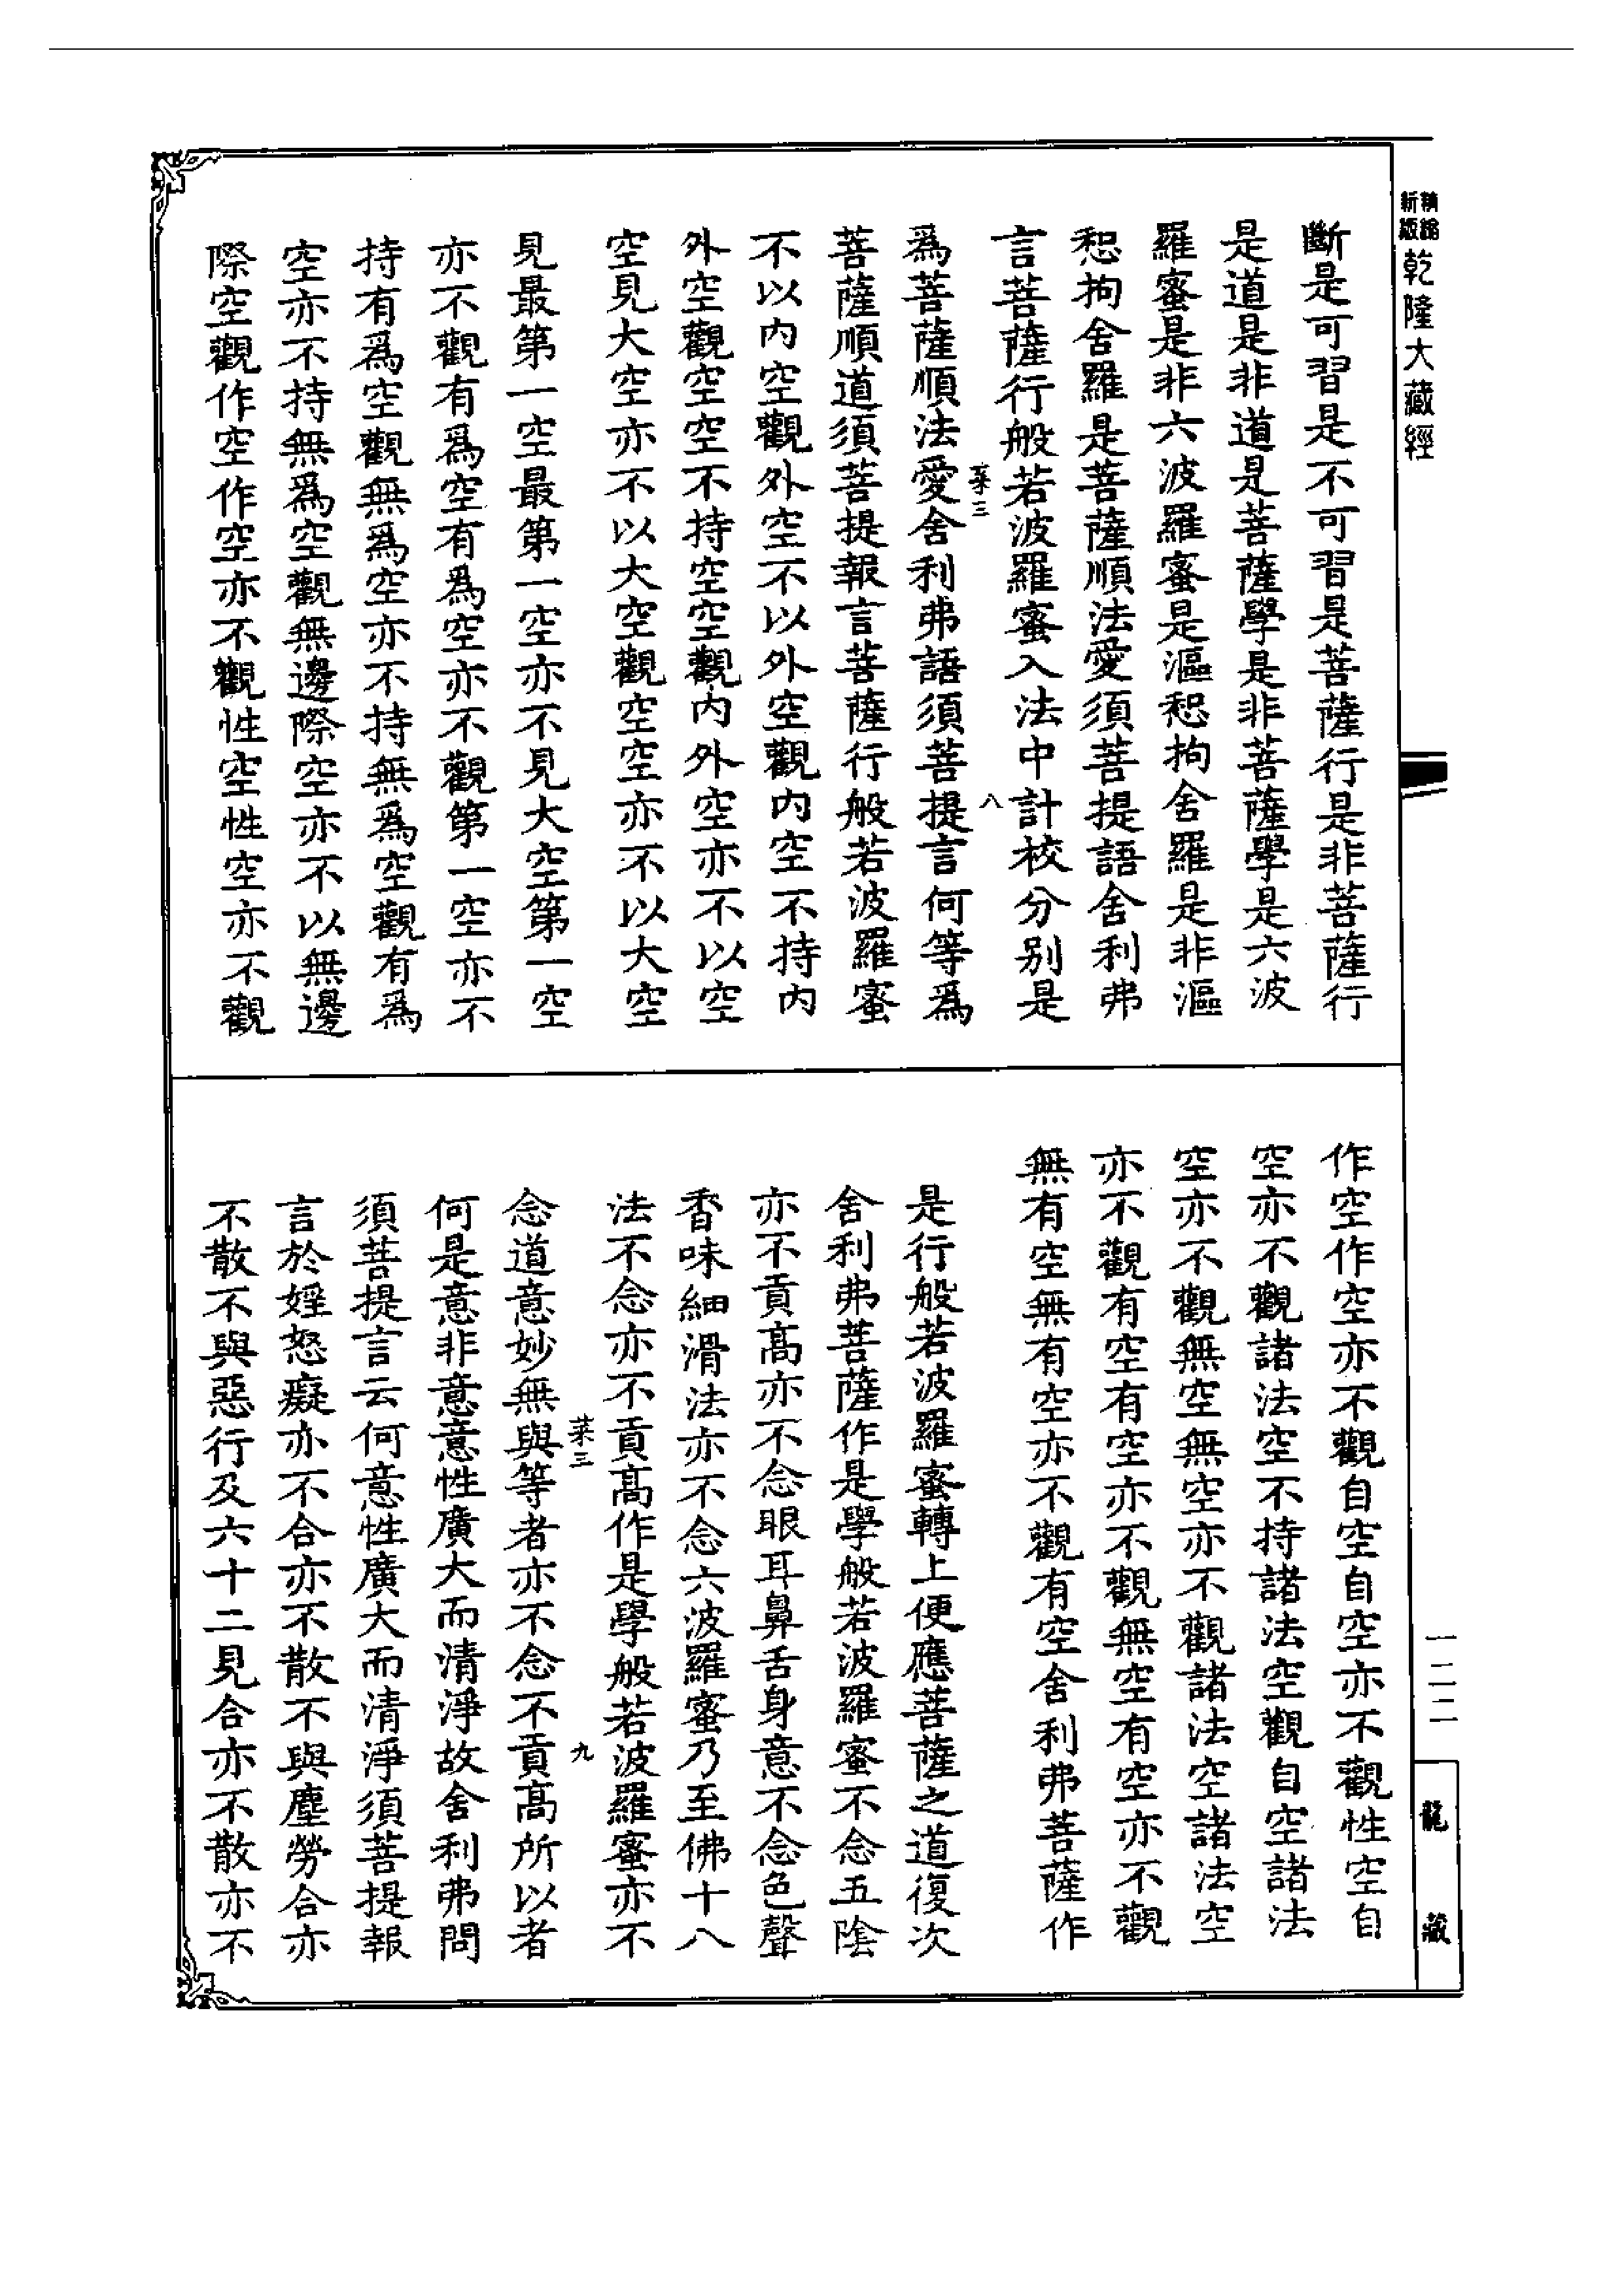 精縮
新版
乾隆大藏經
斷是可習是不可習是菩薩行是非菩薩行
是道是非道是菩薩學是非菩薩學是六波
羅蜜是非六波羅蜜是漚惒拘舍羅是非漚
惒拘舍羅是菩薩順法愛須菩提語舍利弗
言菩薩行般若波羅蜜入法中計校分別是
菜三
八
爲菩薩順法愛舍利弗語須菩提言何等爲
菩薩順道須菩提報言菩薩行般若波羅蜜
不以內空觀外空不以外空觀內空不持內
外空觀空空不持空空觀內外空亦不以空
空見大空亦不以大空觀空空亦不以大空
見最第一空最第一空亦不見大空第一空
亦不觀有爲空有爲空亦不觀第一空亦不
持有爲空觀無爲空亦不持無爲空觀有爲
空亦不持無爲空觀無邊際空亦不以無邊
際空觀作空作空亦不觀性空性空亦不觀
作空作空亦不觀自空自空亦不觀性空自
空亦不觀諸法空不持諸法空觀自空諸法
空亦不觀無空無空亦不觀諸法空諸法空
亦不觀有空有空亦不觀無空有空亦不觀
無有空無有空亦不觀有空舍利弗菩薩作
是行般若波羅蜜轉上便應菩薩之道復次
舍利弗菩薩作是學般若波羅蜜不念五陰
亦不貢高亦不念眼耳鼻舌身意不念色聲
香味細滑法亦不念六波羅蜜乃至佛十八
法不念亦不貢高作是學般若波羅蜜亦不
菜三
九
念道意妙無與等者亦不念不貢高所以者
何是意非意意性廣大而清淨故舍利弗問
須菩提言云何意性廣大而清淨須菩提報
言於婬怒癡亦不合亦不散不與塵勞合亦
不散不與惡行及六十二見合亦不散亦不
一二二
龍藏